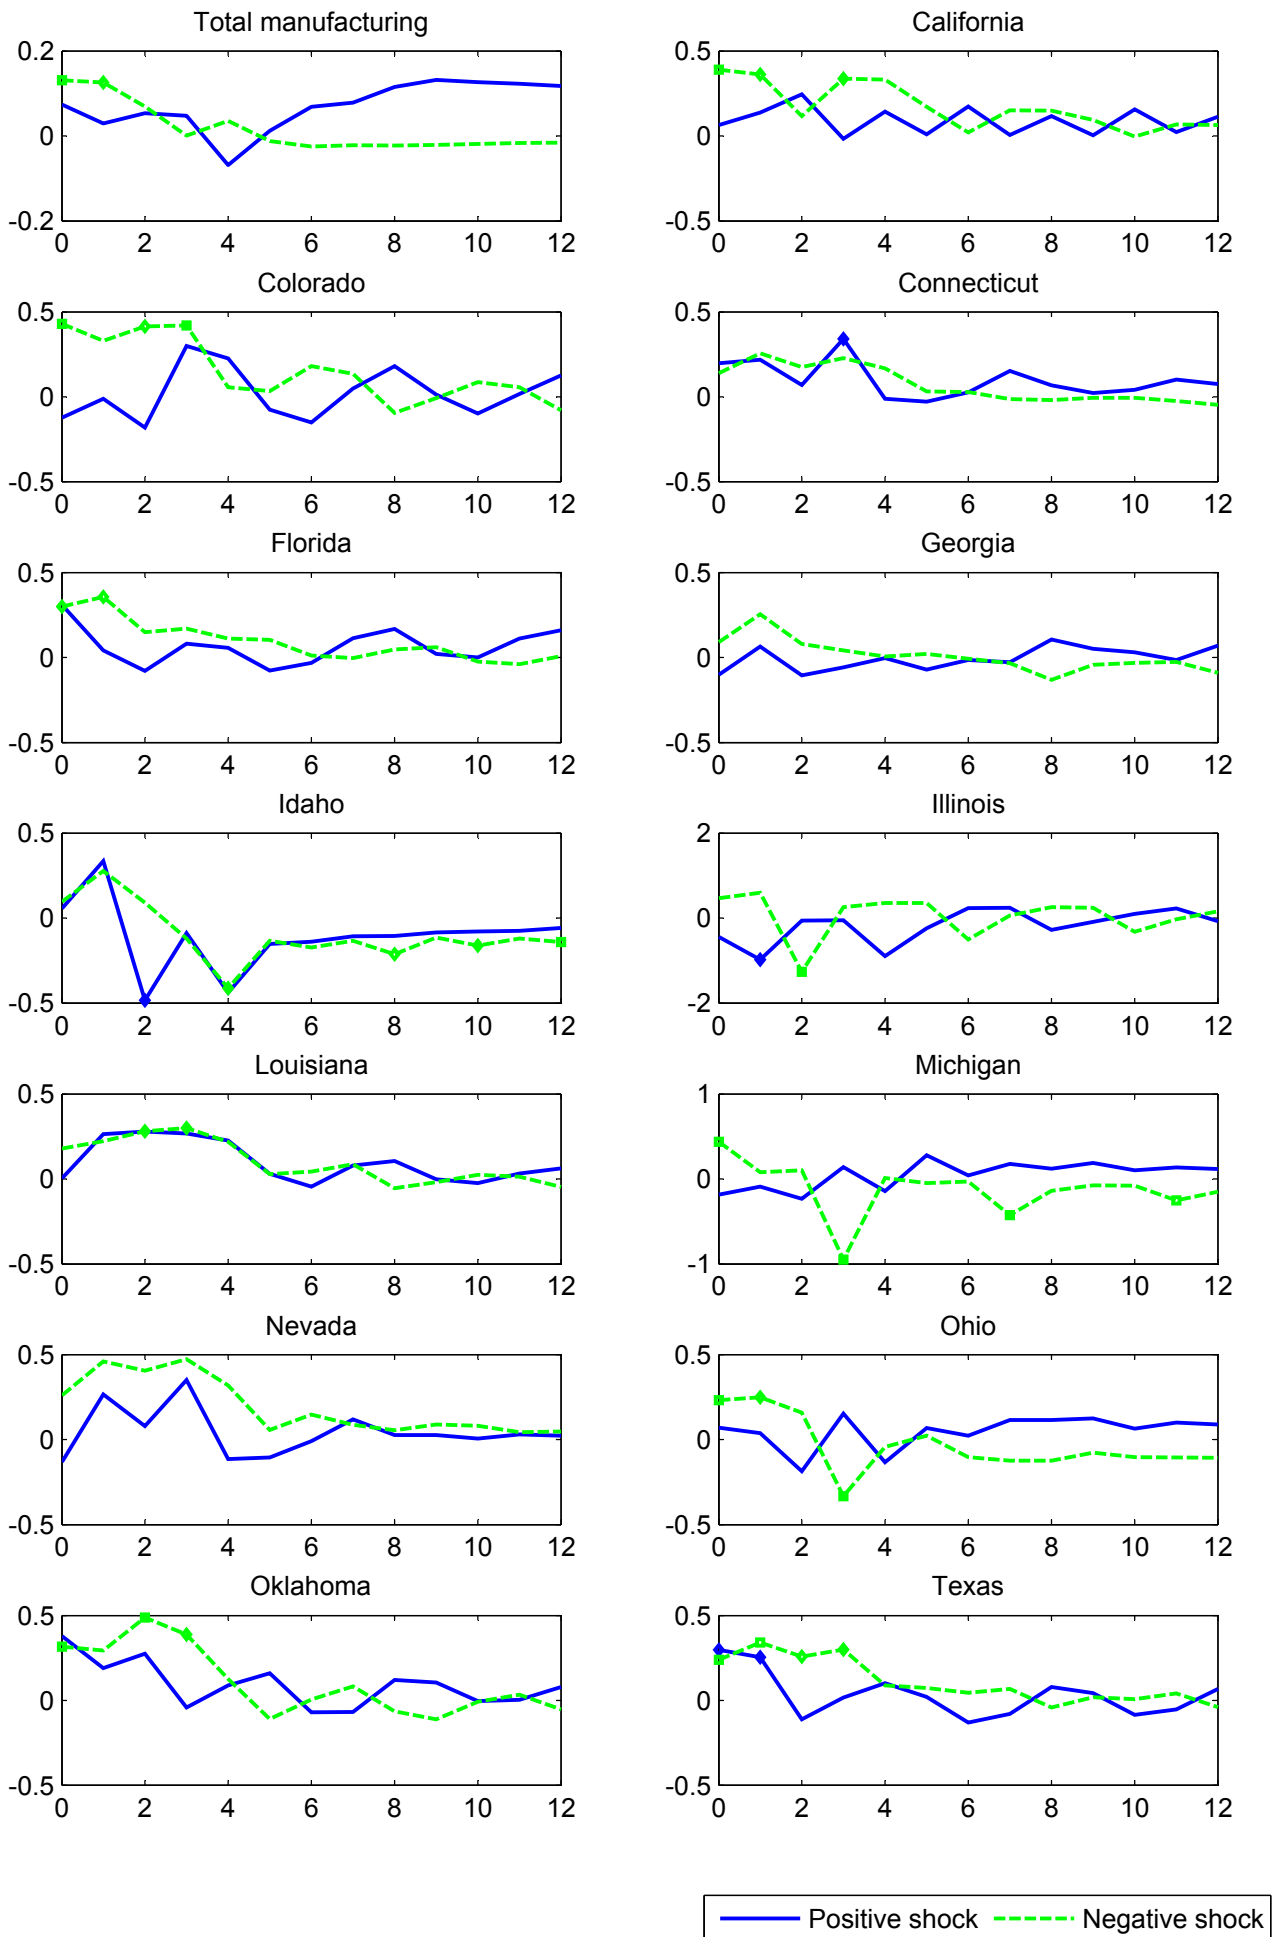 Total manufacturing California
0.2 0.5
0 0
-0.2 -0.5
0 2 4 6 8 10 12 0 2 4 6 8 10 12
Colorado Connecticut
0.5 0.5
0 0
-0.5 -0.5
0 2 4 6 8 10 12 0 2 4 6 8 10 12
Florida Georgia
0.5 0.5
0 0
-0.5 -0.5
0 2 4 6 8 10 12 0 2 4 6 8 10 12
Idaho Illinois
0.5 2
0 0
-0.5 -2
0 2 4 6 8 10 12 0 2 4 6 8 10 12
Louisiana Michigan
0.5 1
0 0
-0.5 -1
0 2 4 6 8 10 12 0 2 4 6 8 10 12
Nevada Ohio
0.5 0.5
0 0
-0.5 -0.5
0 2 4 6 8 10 12 0 2 4 6 8 10 12
Oklahoma Texas
0.5 0.5
0 0
-0.5 -0.5
0 2 4 6 8 10 12 0 2 4 6 8 10 12
Positive shock Negative shock